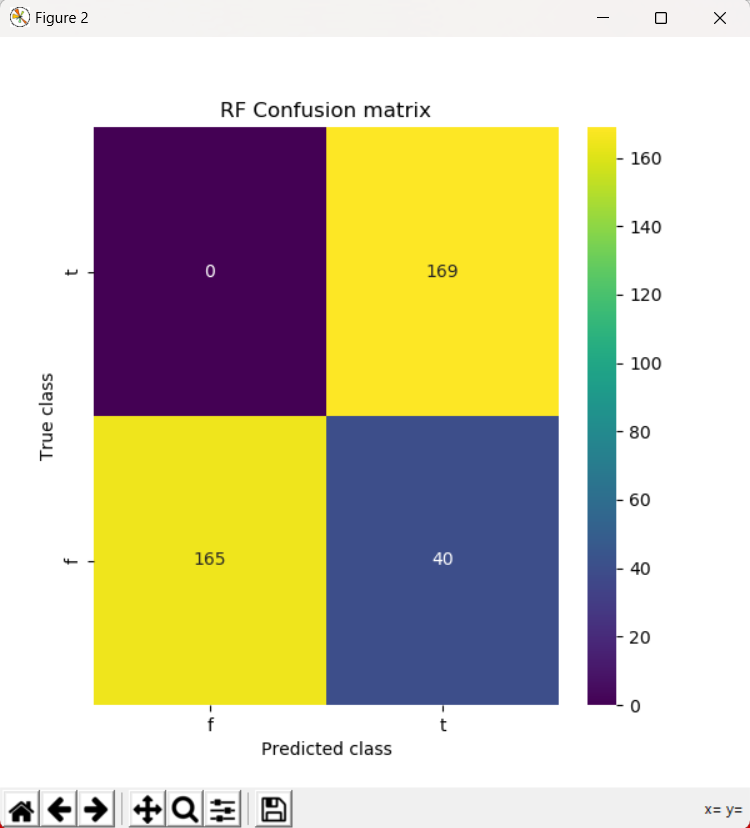 Figure 2
RF Confusion matrix
t
0
169
f
165
40
f
t
True class
Predicted class
160
140
120
100
80
60
40
20
0
x= y=